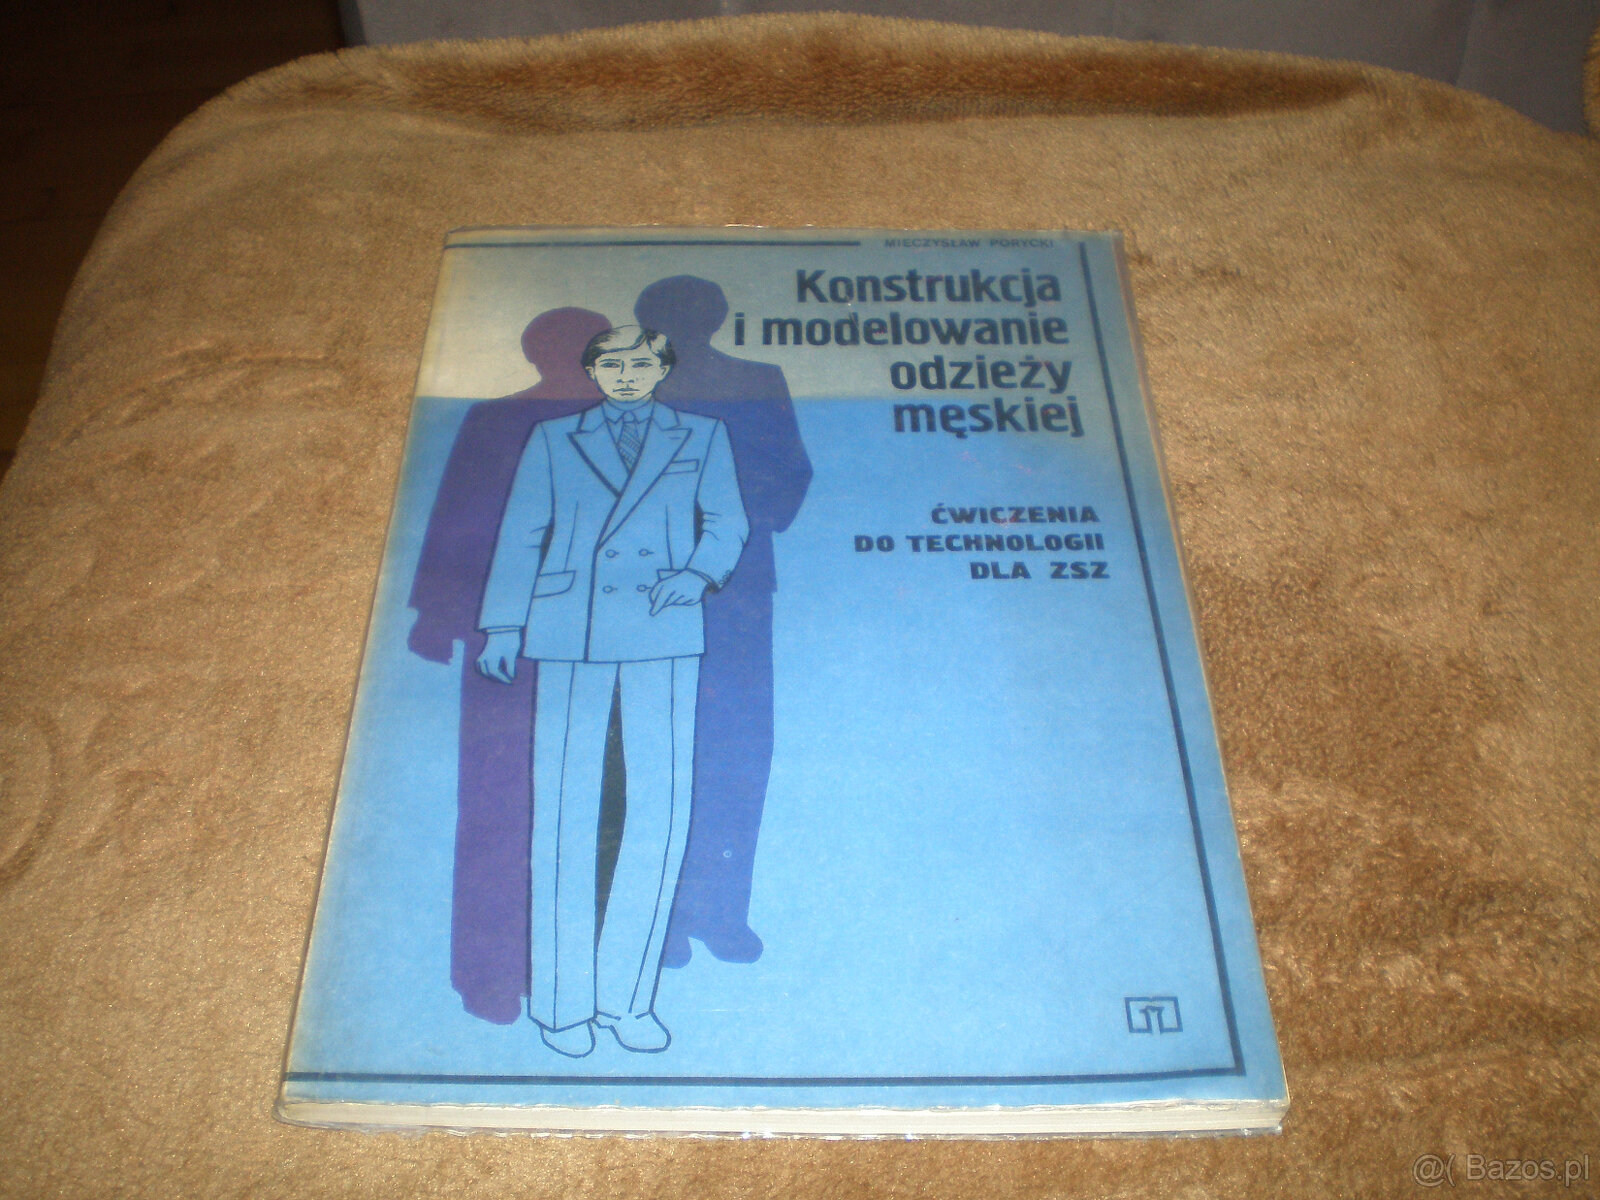 MIECZYSŁAW PORYCKI
Konstrukcja
i modelowanie
odzieży
męskiej
ĆWICZENIA
DO TECHNOLOGII
DLA ZSZ
@( Bazos.pl